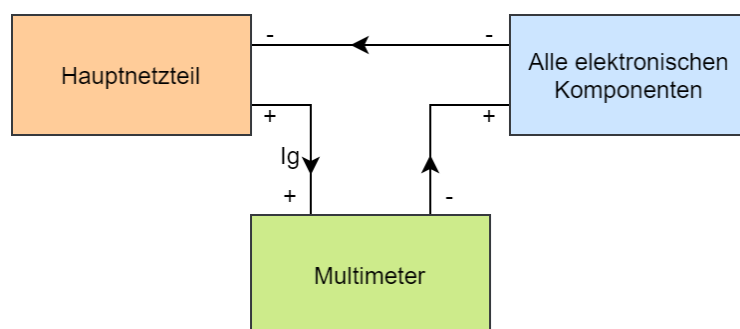 - -
Hauptnetzteil
Alle elektronischen
Komponenten
+ +
Ig
+ -
Multimeter